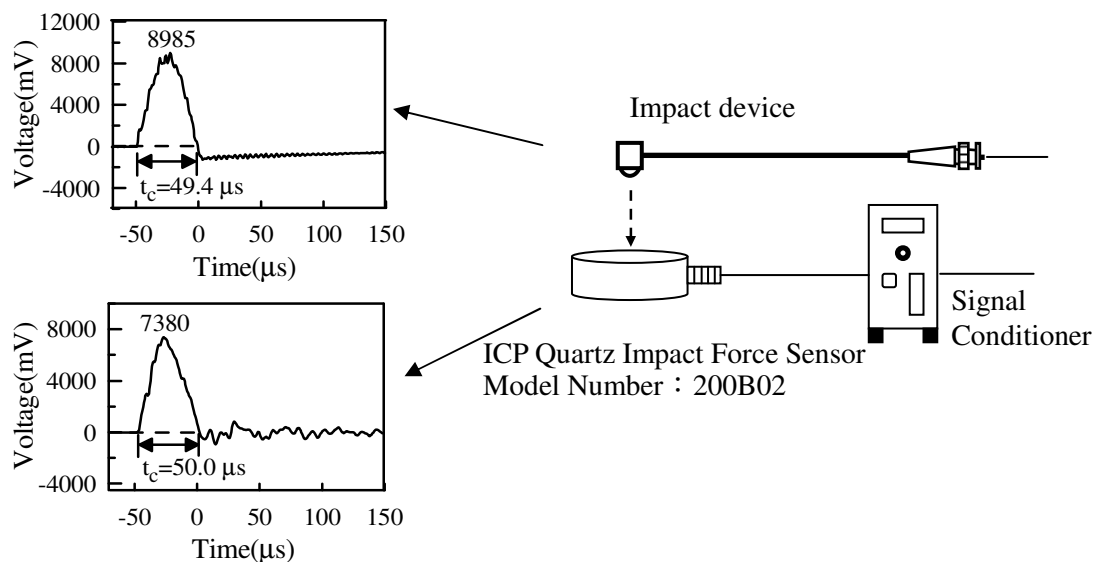 12000
8000
4000
0
-4000
Voltage(mV)
8985
t_c=49.4 μs
-50 0 50 100 150
Time(μs)
Impact device
8000
4000
0
-4000
Voltage(mV)
7380
t_c=50.0 μs
-50 0 50 100 150
Time(μs)
ICP Quartz Impact Force Sensor
Model Number：200B02
Signal
Conditioner